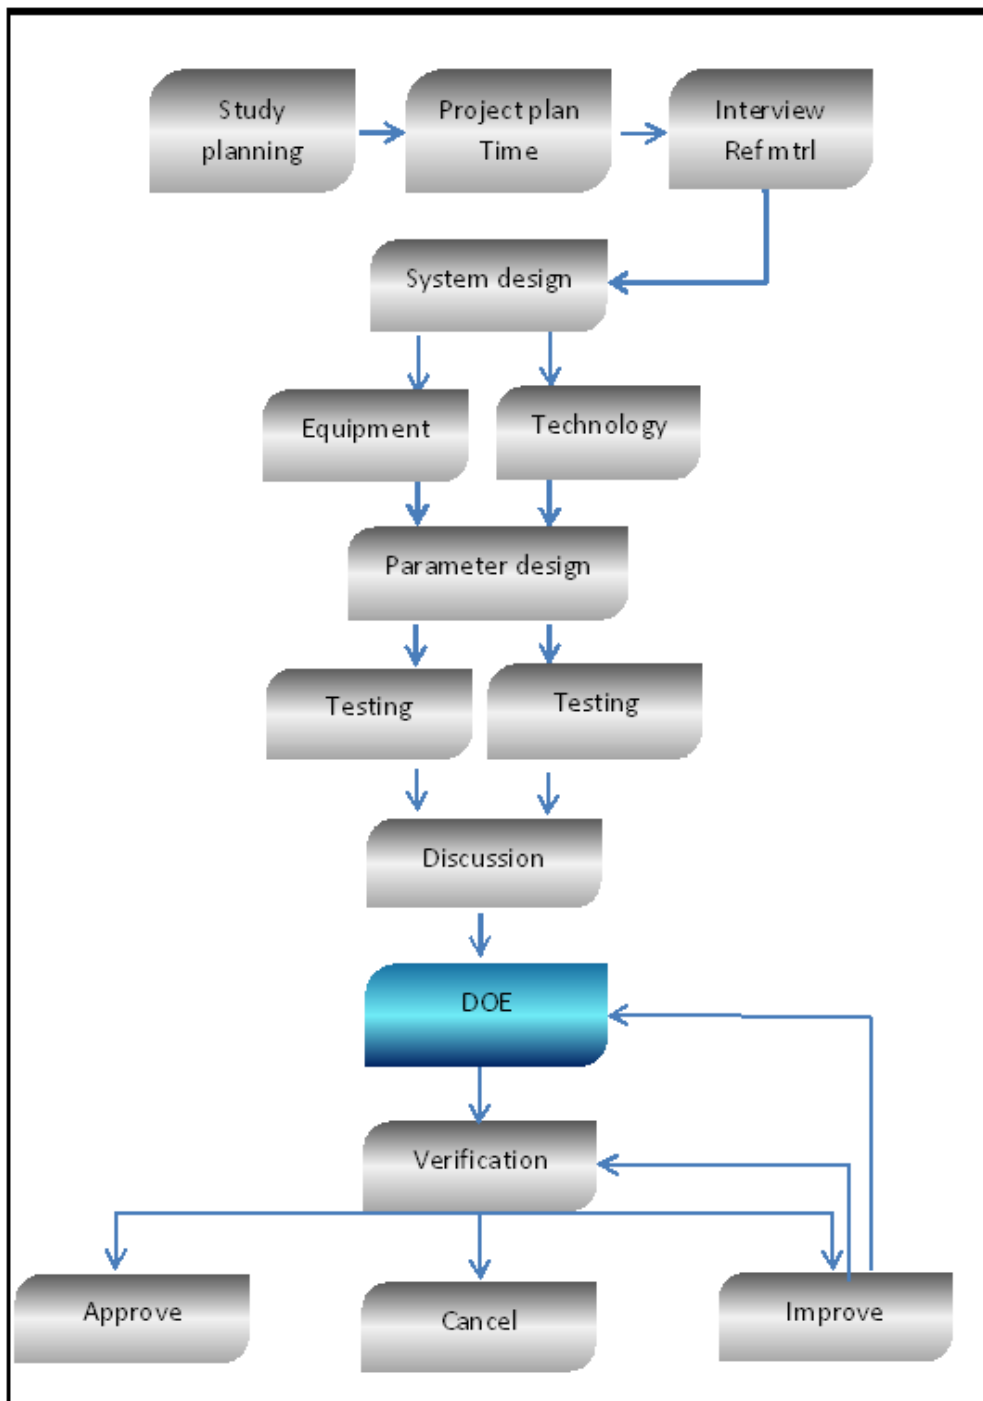 Study
planning
Project plan
Time
Interview
Ref mtrl
System design
Equipment
Technology
Parameter design
Testing
Testing
Discussion
DOE
Verification
Approve
Cancel
Improve